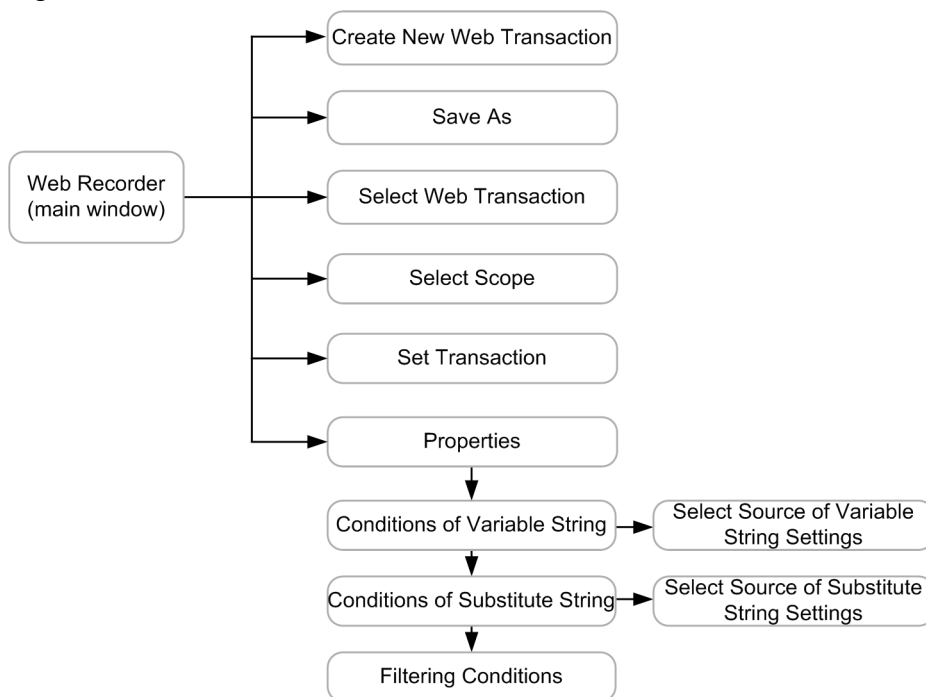 Create New Web Transaction
Save As
Web Recorder
(main window)
Select Web Transaction
Select Scope
Set Transaction
Properties
Conditions of Variable String
Select Source of Variable
String Settings
Conditions of Substitute String
Select Source of Substitute
String Settings
Filtering Conditions